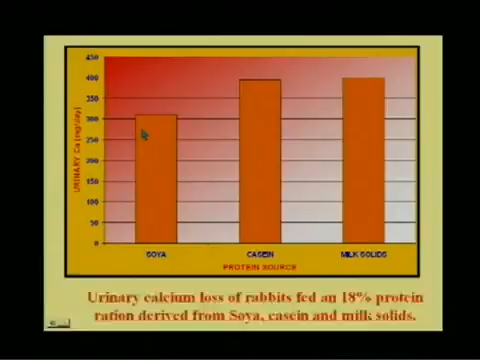 450
400
350
300
250
200
150
100
50
0
URINARY Ca (mg/day)
SOYA CASEIN MILK SOLIDS
PROTEIN SOURCE
Urinary calcium loss of rabbits fed an 18% protein
ration derived from Soya, casein and milk solids.